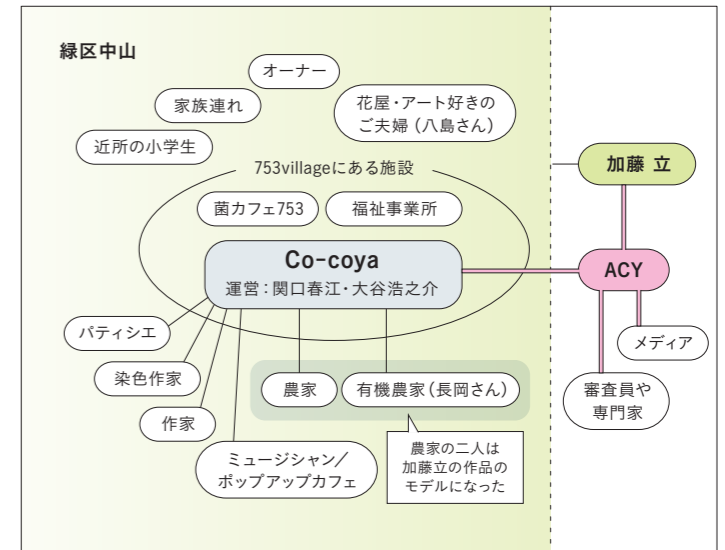 緑区中山
オーナー
家族連れ
花屋・アート好きの
ご夫婦(八島さん)
近所の小学生
753villageにある施設
加藤 立
菌カフェ753
福祉事業所
Co-coya
運営:関口春江・大谷浩之介
ACY
パティシエ
メディア
染色作家
農家
有機農家(長岡さん)
審査員や
専門家
作家
農家の二人は
加藤立の作品の
モデルになった
ミュージシャン/
ポップアップカフェ